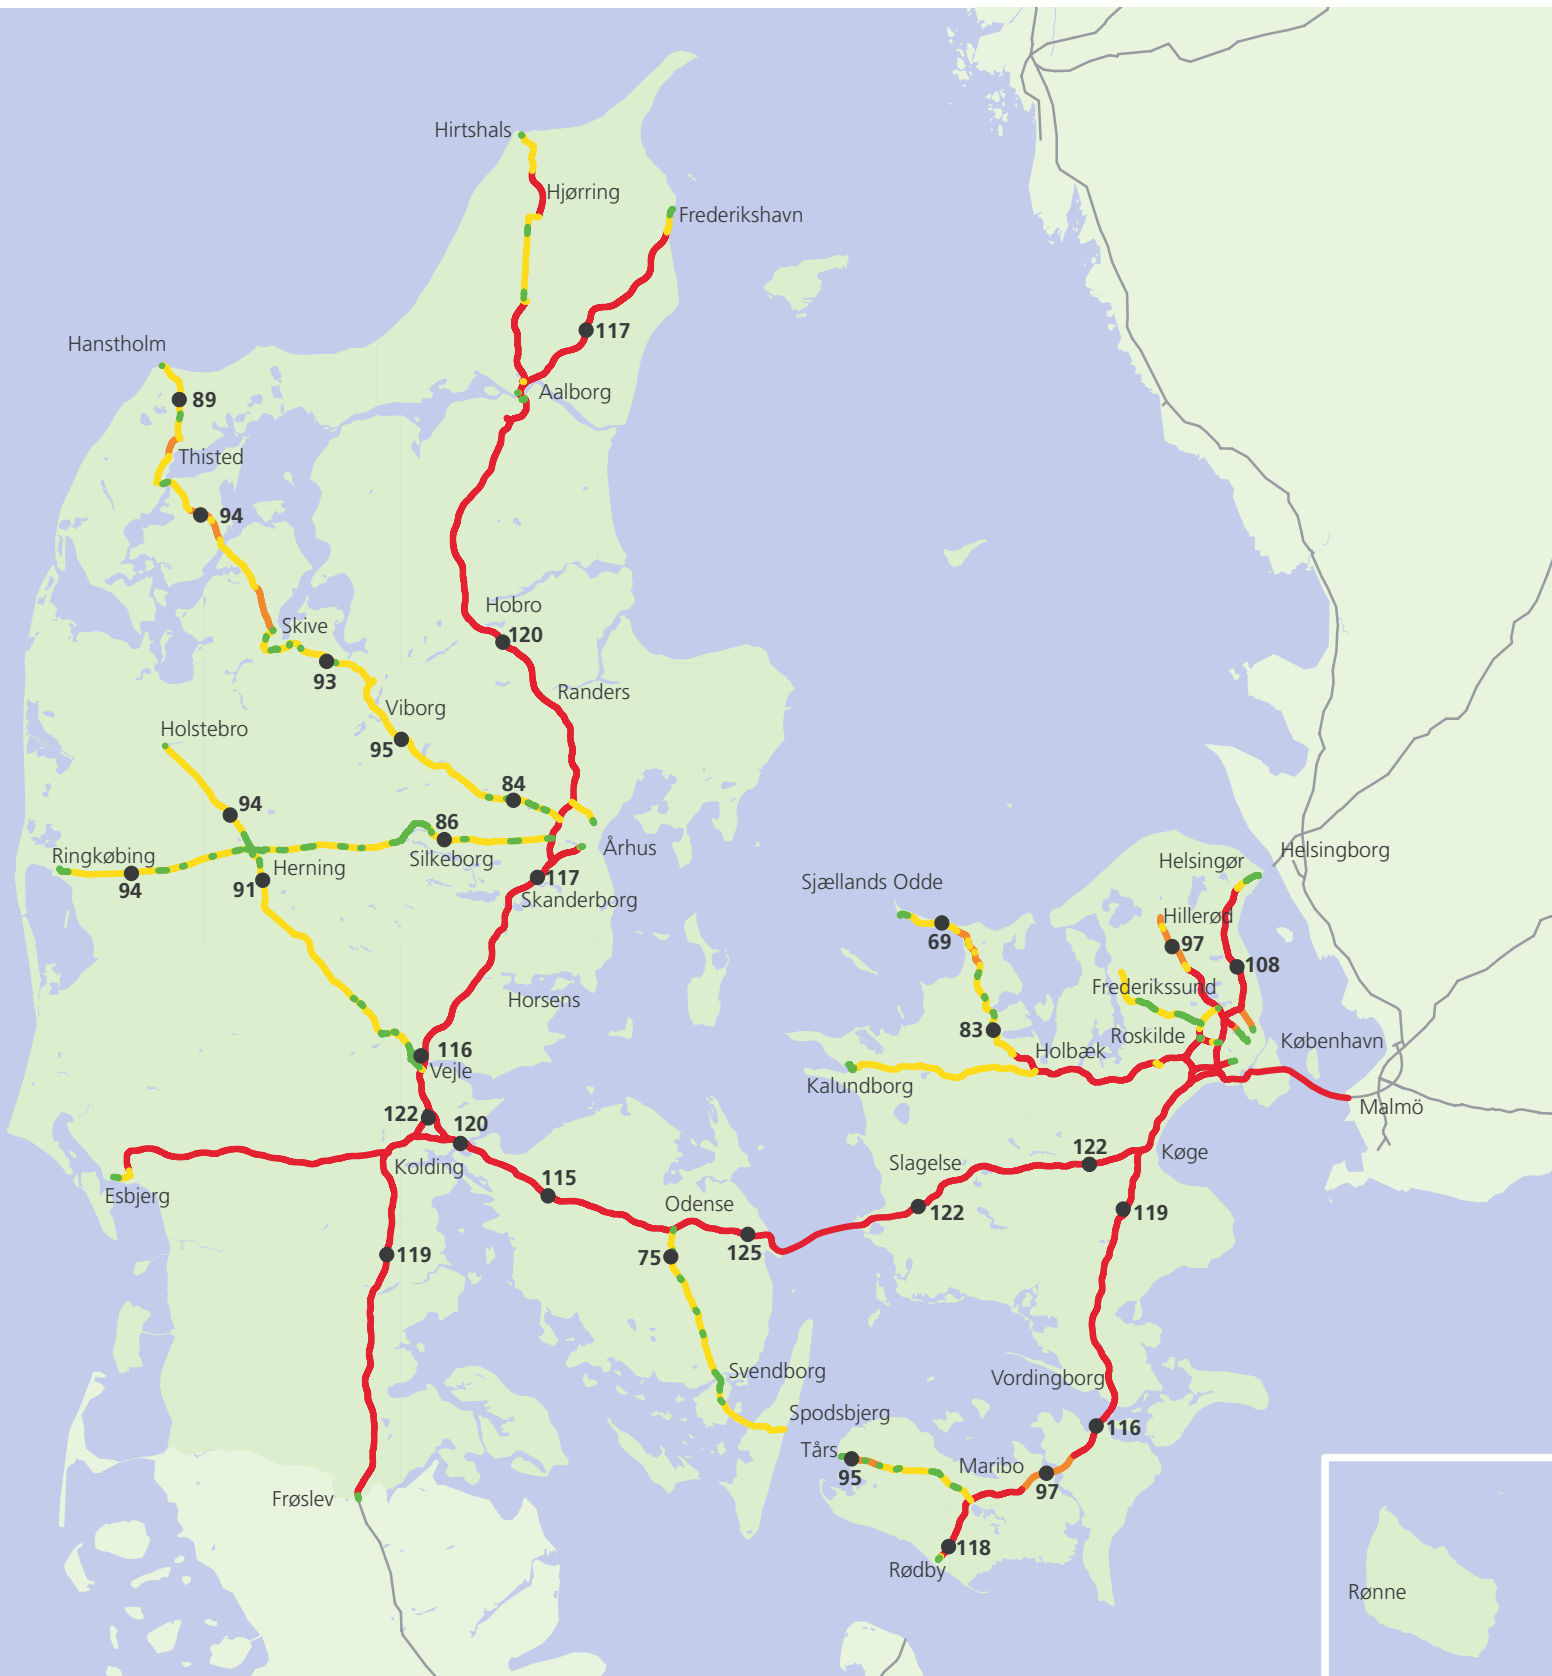 Hirtshals
Hjørring
Frederikshavn
117
Hanstholm
Aalborg
89
Thisted
94
Hobro
120
Skive
93
Randers
Viborg
95
Holstebro
84
94
86
Århus
Ringkøbing
Silkeborg
Herning
94
91
117
Skanderborg
Helsingør
Helsingborg
Sjællands Odde
Hillerød
69
97
108
Horsens
Frederikssund
83
Roskilde
København
Holbæk
116
Vejle
Kalundborg
Malmö
122
120
Kolding
122
Køge
Slagelse
115
Esbjerg
Odense
122
119
119
75
125
Svendborg
Vordingborg
Spodsbjerg
116
Tårs
95
Maribo
97
Frøslev
118
Rødby
Rønne